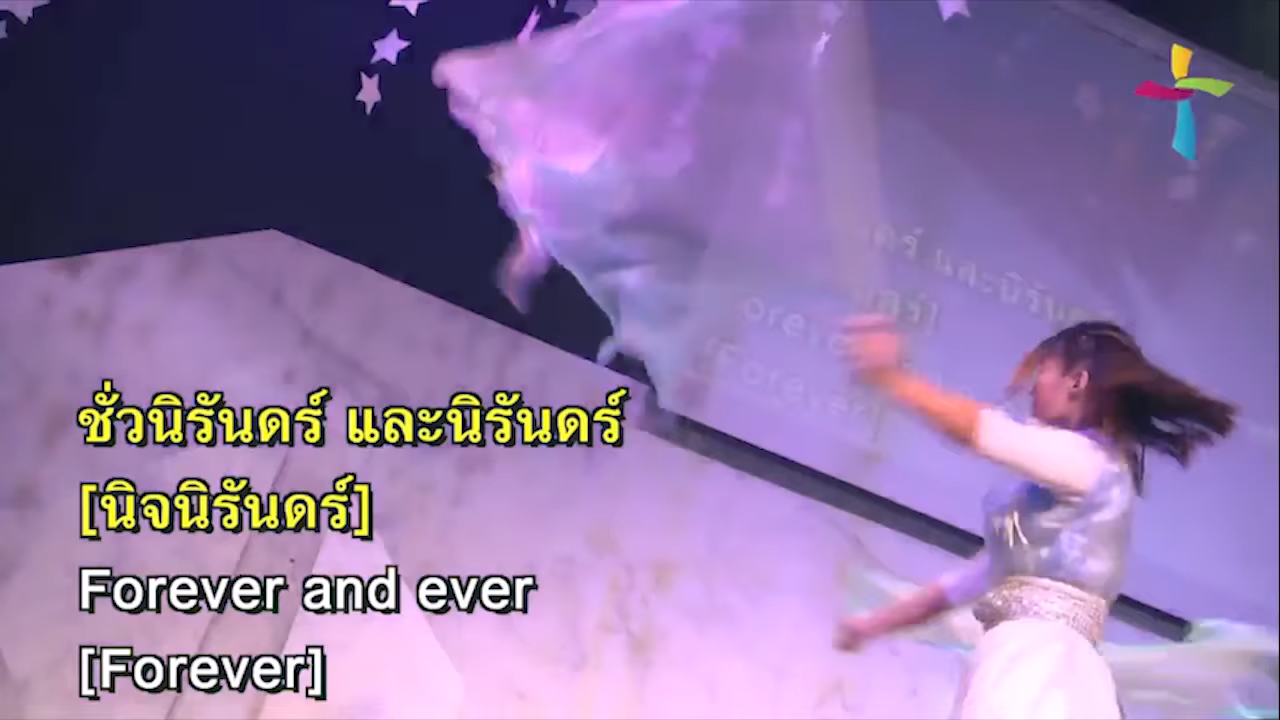 ชั่วนิรันดร์ และนิรันดร์
[นิจนิรันดร์]
Forever and ever
[Forever]